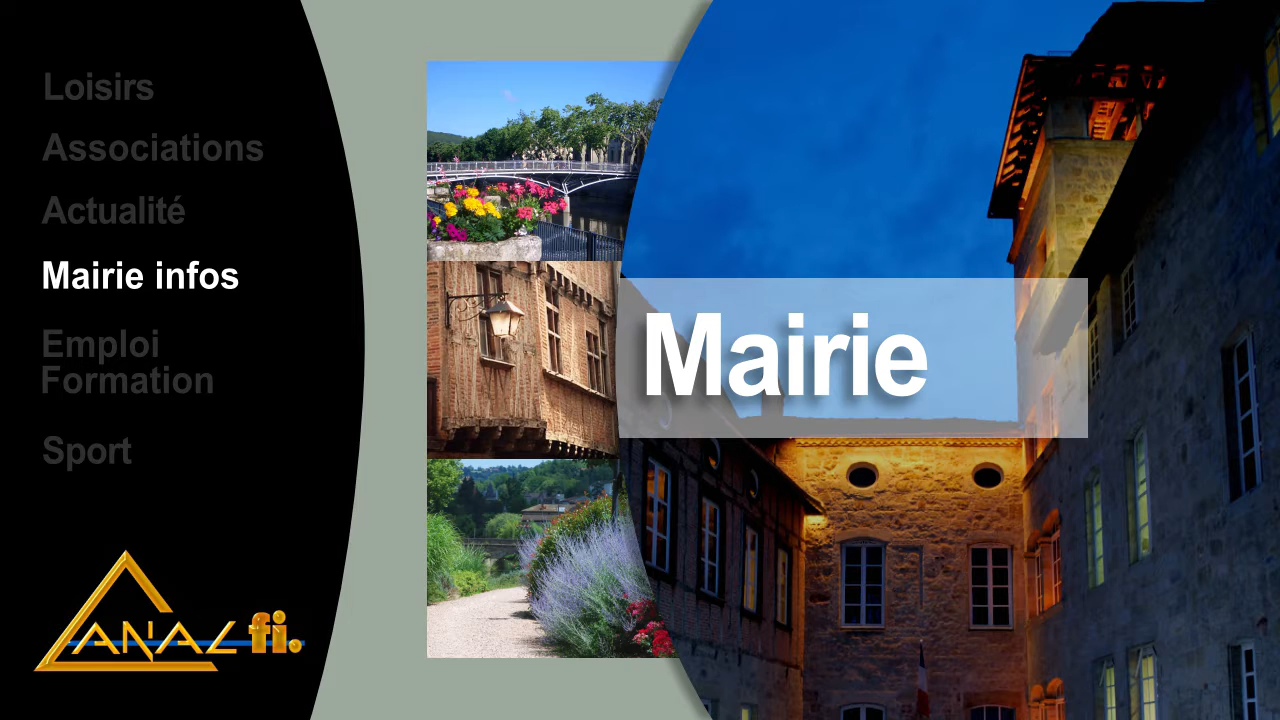 Loisirs
Associations
Actualité
Mairie infos
Emploi
Formation
Sport
CANAL fi.
Mairie